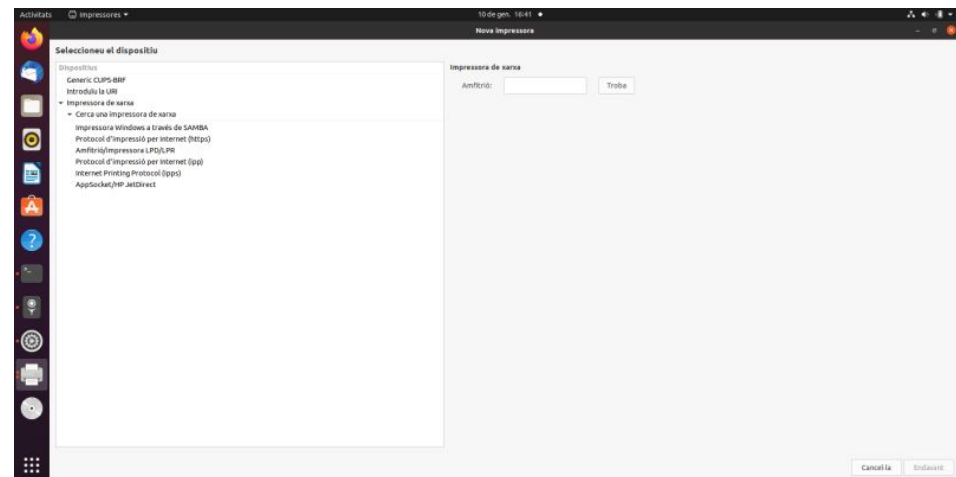 Activitats
Impressores
10 de gen. 16:41
Nova impressora
Seleccioneu el dispositiu
Dispositius
Generic CUPS-BRF
Introduïu la URI
Impressora de xarxa
Cerca una impressora de xarxa
Impressora Windows a través de SAMBA
Protocol d'impressió per Internet (https)
Amfitrió/Impressora LPD/LPR
Protocol d'impressió per Internet (ipp)
Internet Printing Protocol (ipps)
AppSocket/HP JetDirect
Impressora de xarxa
Amfitrió:
Troba
Cancel·la
Endavant